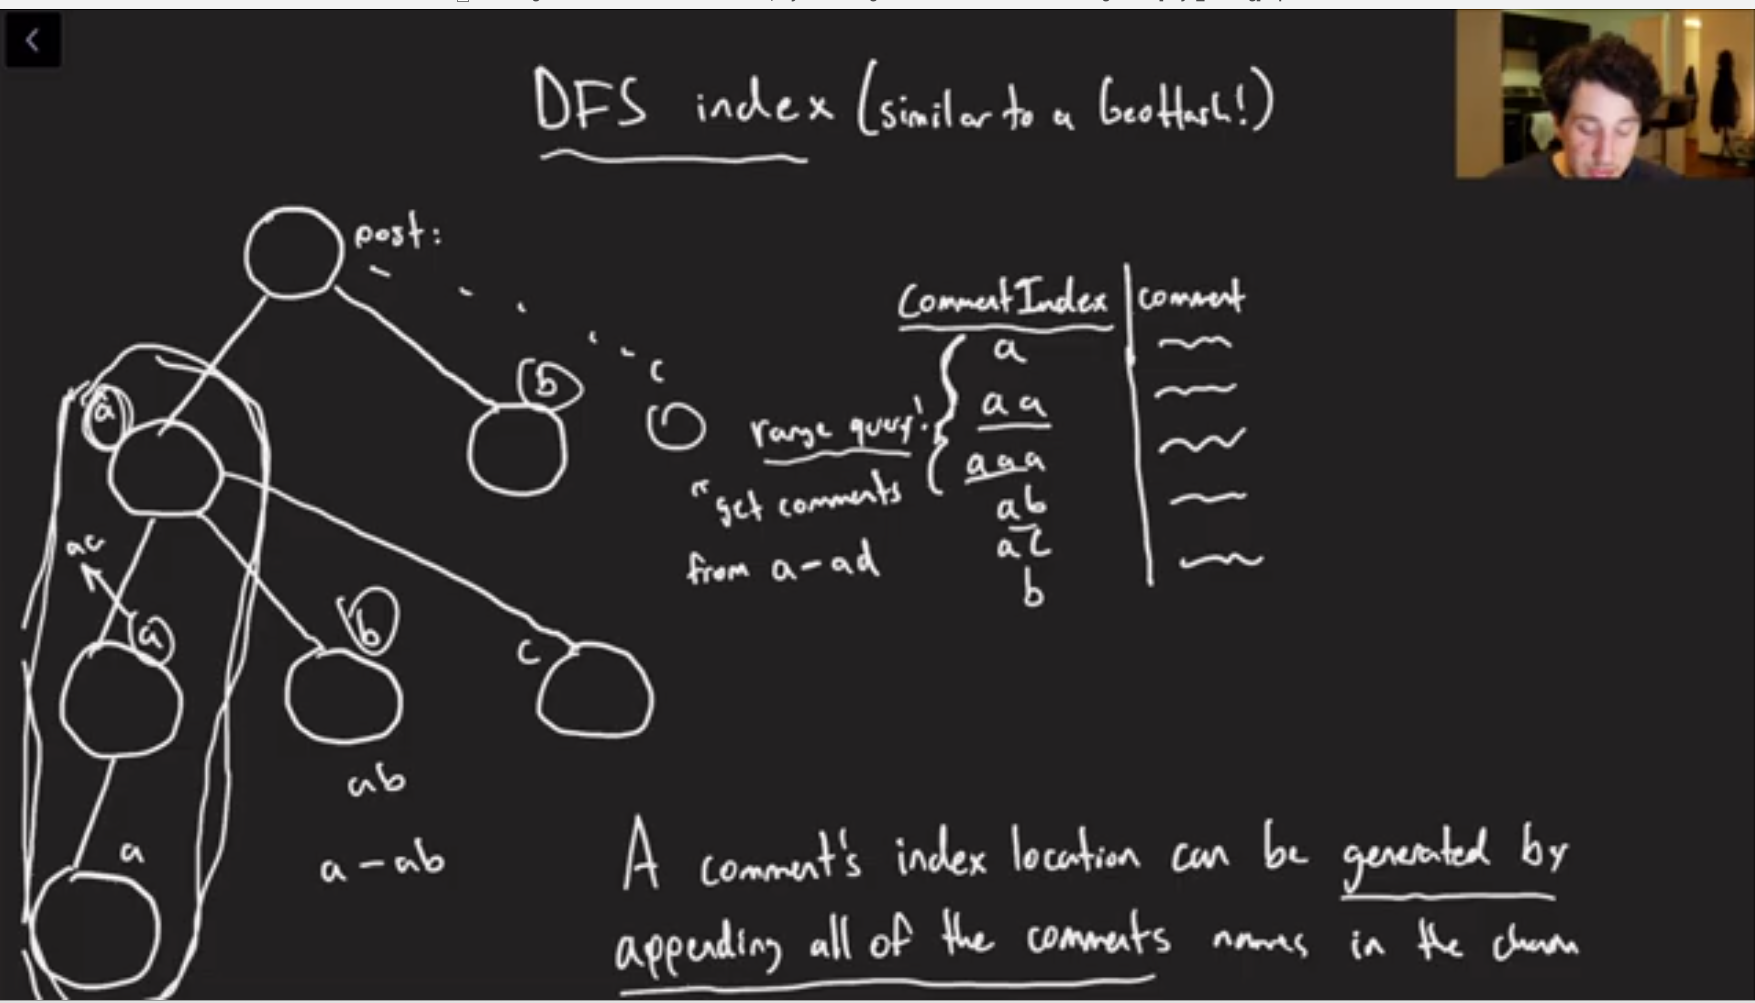 DFS index (similar to a GeoHash!)
post:
a
b
c
CommentIndex
comment
a
aa
aaa
ab
ac
b
range query!
"get comments
from a-ad
a
b
c
ab
a
a-ab
A comment's index location can be generated by
appending all of the comments names in the chain